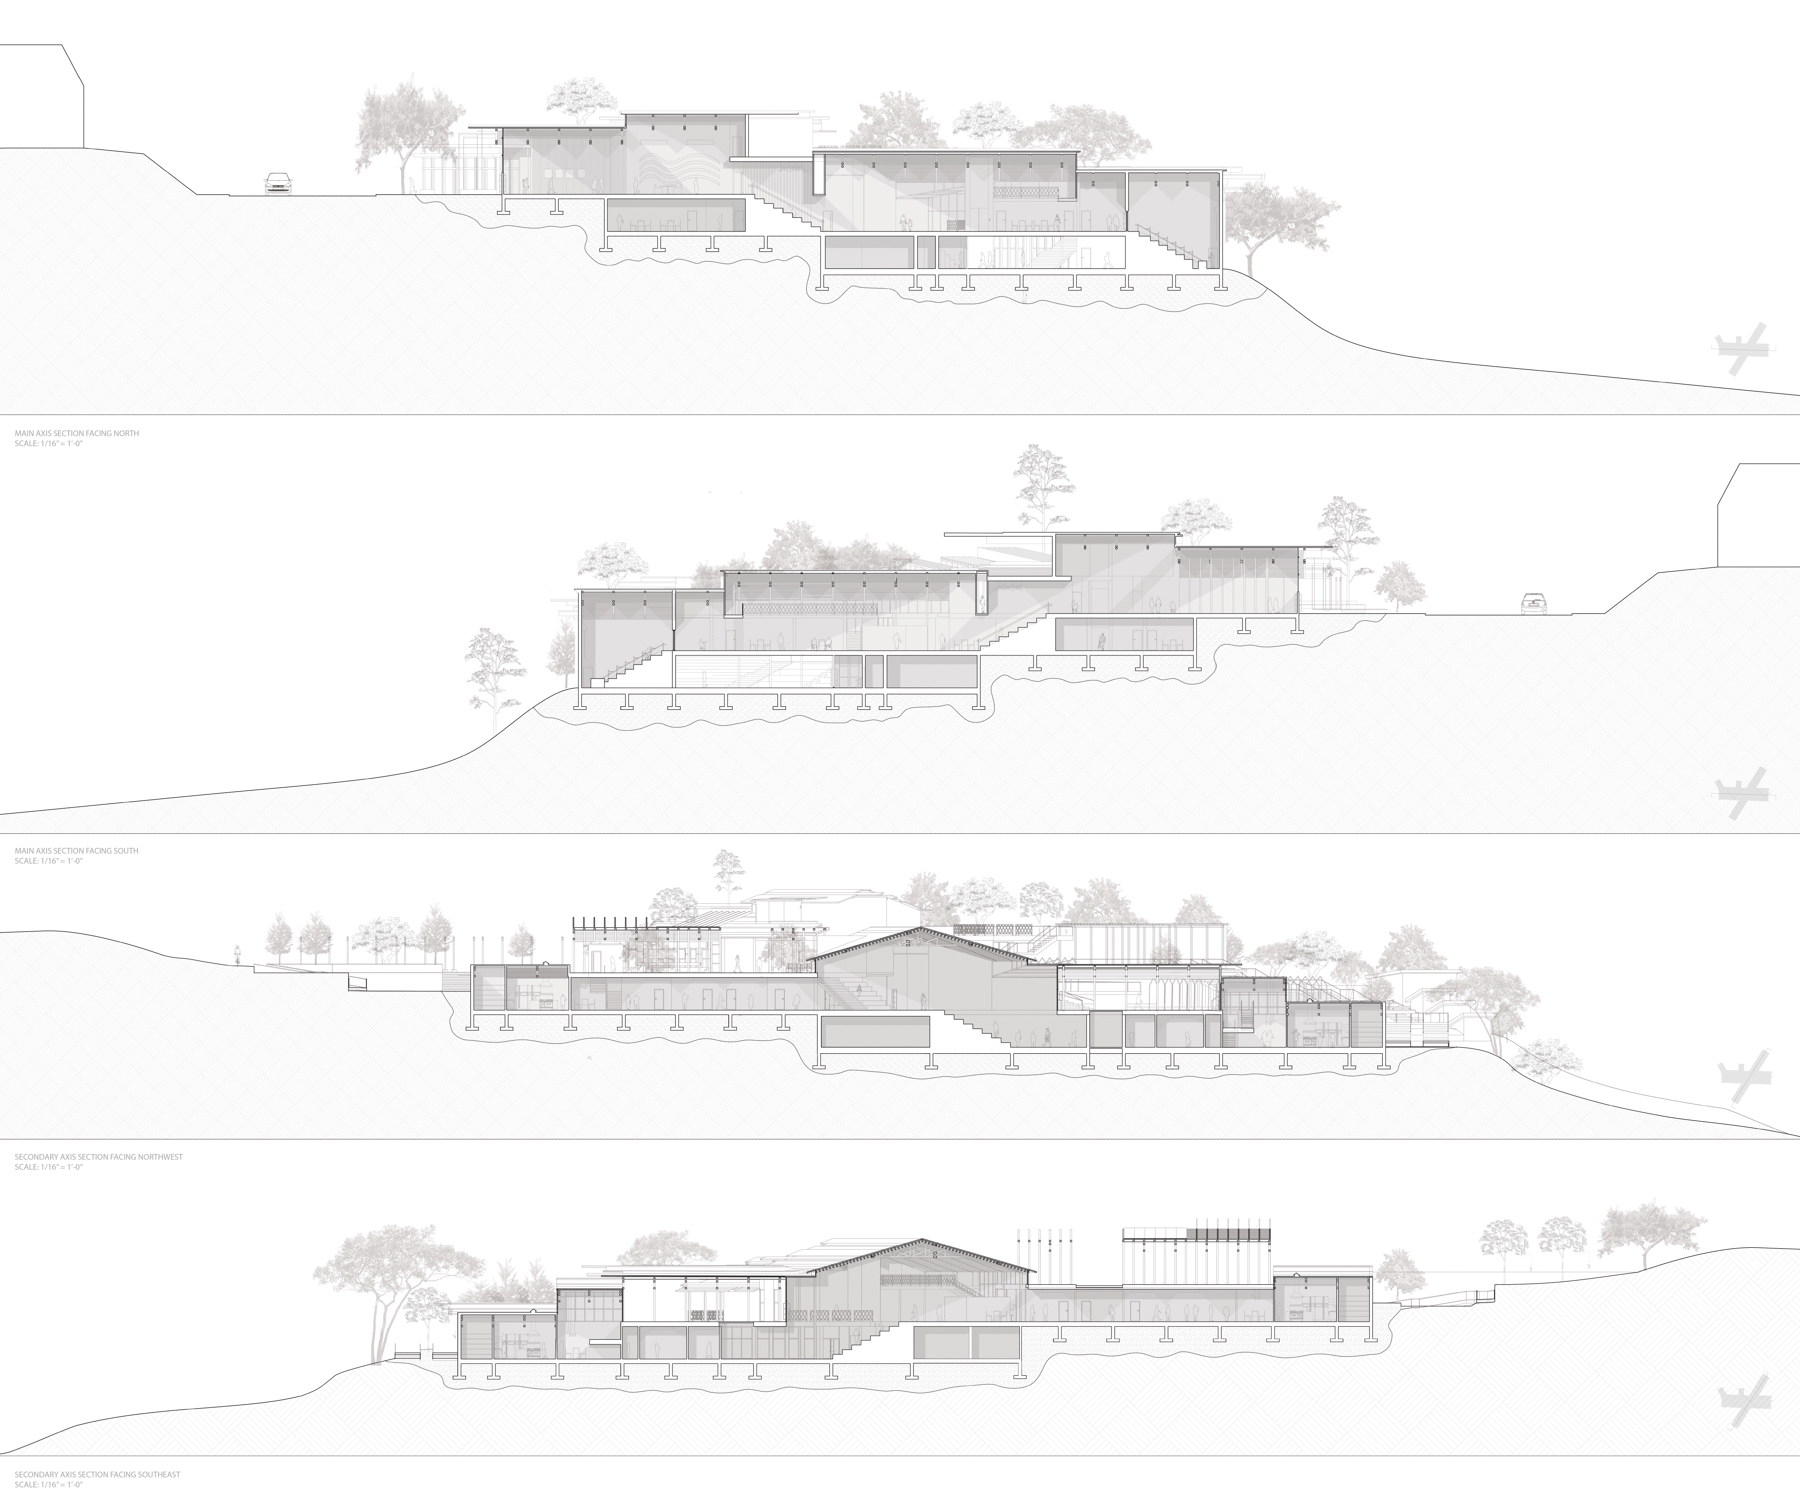 MAIN AXIS SECTION FACING NORTH
SCALE: 1/16" = 1'-0"
MAIN AXIS SECTION FACING SOUTH
SCALE: 1/16" = 1'-0"
SECONDARY AXIS SECTION FACING NORTHWEST
SCALE: 1/16" = 1'-0"
SECONDARY AXIS SECTION FACING SOUTHEAST
SCALE: 1/16" = 1'-0"